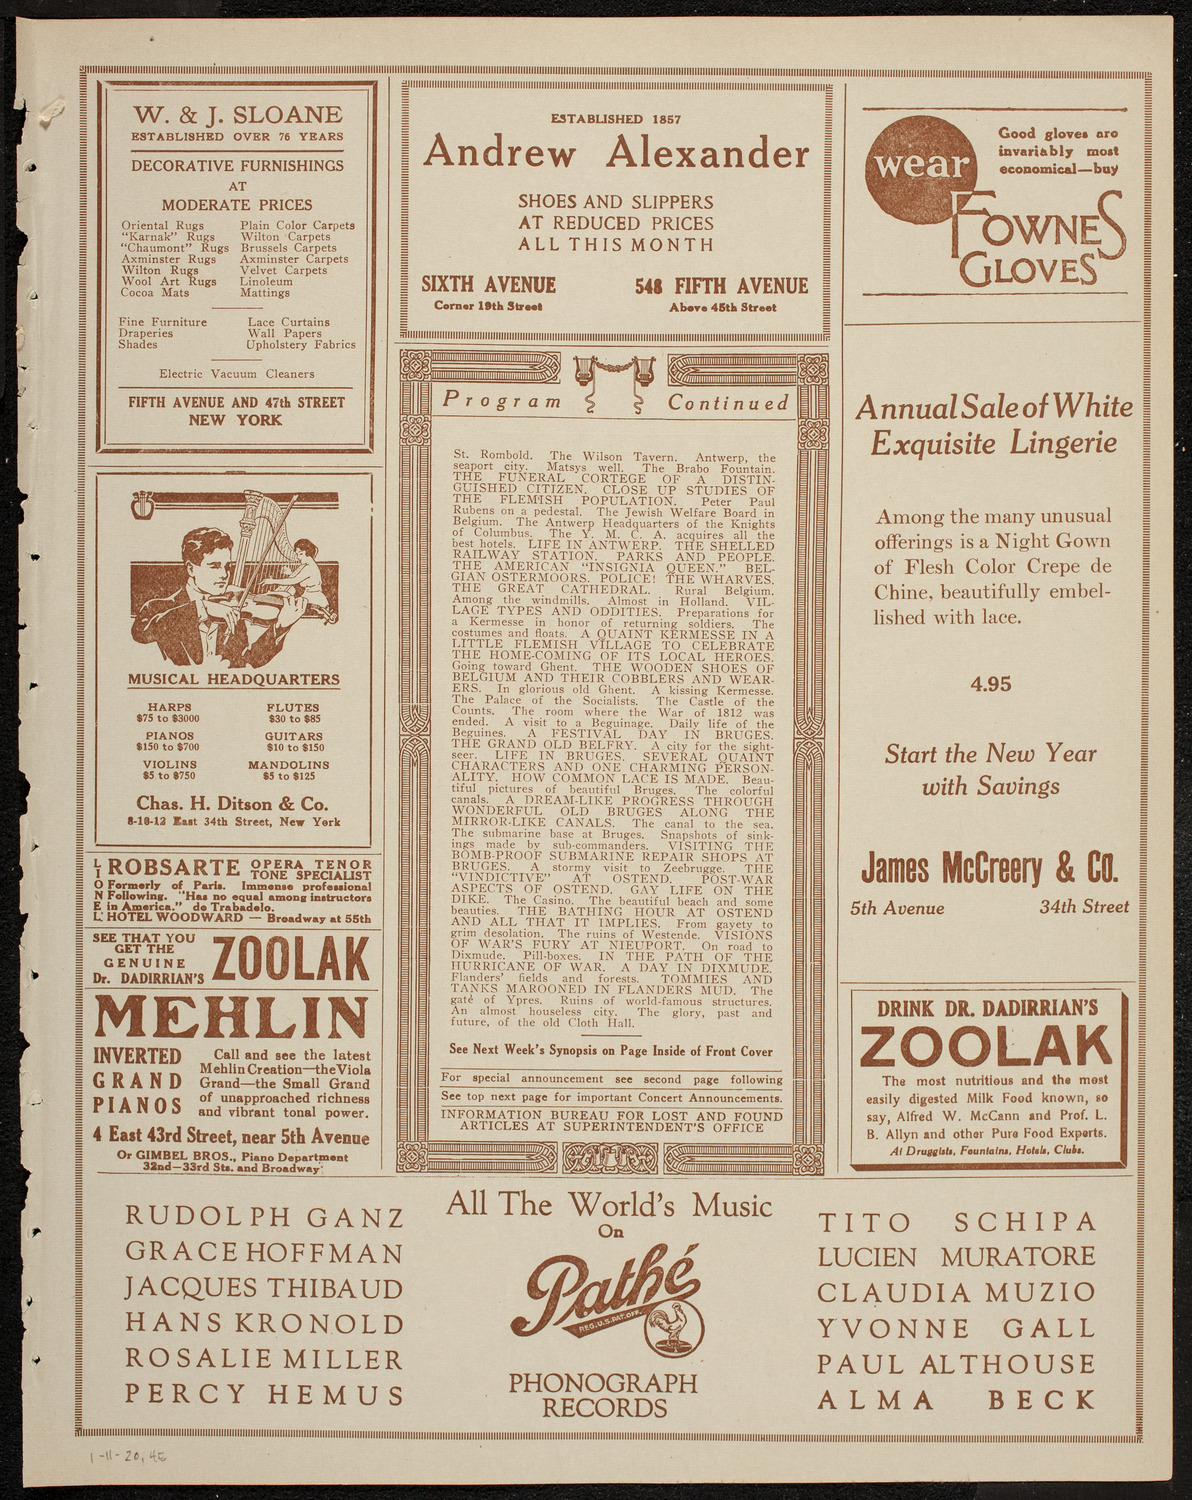 W. & J. SLOANE
ESTABLISHED OVER 76 YEARS
DECORATIVE FURNISHINGS
AT
MODERATE PRICES
Oriental Rugs
"Karnak" Rugs
"Chaumont" Rugs
Axminster Rugs
Wilton Rugs
Wool Art Rugs
Cocoa Mats
Plain Color Carpets
Wilton Carpets
Brussels Carpets
Axminster Carpets
Velvet Carpets
Linoleum
Mattings
Fine Furniture
Draperies
Shades
Lace Curtains
Wall Papers
Upholstery Fabrics
Electric Vacuum Cleaners
FIFTH AVENUE AND 47th STREET
NEW YORK
MUSICAL HEADQUARTERS
HARPS
$75 to $3000
FLUTES
$30 to $85
PIANOS
$150 to $700
GUITARS
$10 to $150
VIOLINS
$5 to $750
MANDOLINS
$5 to $125
Chas. H. Ditson & Co.
8-10-12 East 34th Street, New York
LIONEL ROBSARTE OPERA TENOR
TONE SPECIALIST
Formerly of Paris. Immense professional
Following. "Has no equal among instructors
in America." de Trabadelo.
HOTEL WOODWARD — Broadway at 55th
SEE THAT YOU
GET THE
GENUINE
Dr. DADIRRIAN'S
ZOOLAK
MEHLIN
INVERTED
GRAND
PIANOS
Call and see the latest
Mehlin Creation—the Viola
Grand—the Small Grand
of unapproached richness
and vibrant tonal power.
4 East 43rd Street, near 5th Avenue
Or GIMBEL BROS., Piano Department
32nd—33rd Sts. and Broadway
ESTABLISHED 1857
Andrew Alexander
SHOES AND SLIPPERS
AT REDUCED PRICES
ALL THIS MONTH
SIXTH AVENUE
Corner 19th Street
548 FIFTH AVENUE
Above 45th Street
Program Continued
St. Rombold. The Wilson Tavern. Antwerp, the
seaport city. Matsys well. The Brabo Fountain.
THE FUNERAL CORTEGE OF A DISTIN-
GUISHED CITIZEN. CLOSE UP STUDIES OF
THE FLEMISH POPULATION. Peter Paul
Rubens on a pedestal. The Jewish Welfare Board in
Belgium. The Antwerp Headquarters of the Knights
of Columbus. The Y. M. C. A. acquires all the
best hotels. LIFE IN ANTWERP. THE SHELLED
RAILWAY STATION. PARKS AND PEOPLE.
THE AMERICAN "INSIGNIA QUEEN." BEL-
GIAN OSTERMOORS. POLICE! THE WHARVES.
THE GREAT CATHEDRAL. Rural Belgium.
Among the windmills. Almost in Holland. VIL-
LAGE TYPES AND ODDITIES. Preparations for
a Kermesse in honor of returning soldiers. The
costumes and floats. A QUAINT KERMESSE IN A
LITTLE FLEMISH VILLAGE TO CELEBRATE
THE HOME-COMING OF ITS LOCAL HEROES.
Going toward Ghent. THE WOODEN SHOES OF
BELGIUM AND THEIR COBBLERS AND WEAR-
ERS. In glorious old Ghent. A kissing Kermesse.
The Palace of the Socialists. The Castle of the
Counts. The room where the War of 1812 was
ended. A visit to a Beguinage. Daily life of the
Beguines. A FESTIVAL DAY IN BRUGES.
THE GRAND OLD BELFRY. A city for the sight-
seer. LIFE IN BRUGES. SEVERAL QUAINT
CHARACTERS AND ONE CHARMING PERSON-
ALITY. HOW COMMON LACE IS MADE. Beau-
tiful pictures of beautiful Bruges. The colorful
canals. A DREAM-LIKE PROGRESS THROUGH
WONDERFUL OLD BRUGES ALONG THE
MIRROR-LIKE CANALS. The canal to the sea.
The submarine base at Bruges. Snapshots of sink-
ings made by sub-commanders. VISITING THE
BOMB-PROOF SUBMARINE REPAIR SHOPS AT
BRUGES. A stormy visit to Zeebrugge. THE
"VINDICTIVE" AT OSTEND. POST-WAR
ASPECTS OF OSTEND. GAY LIFE ON THE
DIKE. The Casino. The beautiful beach and some
beauties. THE BATHING HOUR AT OSTEND
AND ALL THAT IT IMPLIES. From gayety to
grim desolation. The ruins of Westende. VISIONS
OF WAR'S FURY AT NIEUPORT. On road to
Dixmude. Pill-boxes. IN THE PATH OF THE
HURRICANE OF WAR. A DAY IN DIXMUDE.
Flanders' fields and forests. TOMMIES AND
TANKS MAROONED IN FLANDERS MUD. The
gate of Ypres. Ruins of world-famous structures.
An almost houseless city. The glory, past and
future, of the old Cloth Hall.
See Next Week's Synopsis on Page Inside of Front Cover
For special announcement see second page following
See top next page for important Concert Announcements.
INFORMATION BUREAU FOR LOST AND FOUND
ARTICLES AT SUPERINTENDENT'S OFFICE
wear
Good gloves are
invariably most
economical—buy
FOWNES
GLOVES
Annual Sale of White
Exquisite Lingerie
Among the many unusual
offerings is a Night Gown
of Flesh Color Crepe de
Chine, beautifully embel-
lished with lace.
4.95
Start the New Year
with Savings
James McCreery & Co.
5th Avenue 34th Street
DRINK DR. DADIRRIAN'S
ZOOLAK
The most nutritious and the most
easily digested Milk Food known, so
say, Alfred W. McCann and Prof. L.
B. Allyn and other Pure Food Experts.
At Druggists, Fountains, Hotels, Clubs.
RUDOLPH GANZ
GRACE HOFFMAN
JACQUES THIBAUD
HANS KRONOLD
ROSALIE MILLER
PERCY HEMUS
All The World's Music
On
Pathé
REG. U.S. PAT. OFF.
PHONOGRAPH
RECORDS
TITO SCHIPA
LUCIEN MURATORE
CLAUDIA MUZIO
YVONNE GALL
PAUL ALTHOUSE
ALMA BECK
1-11-20, 4E